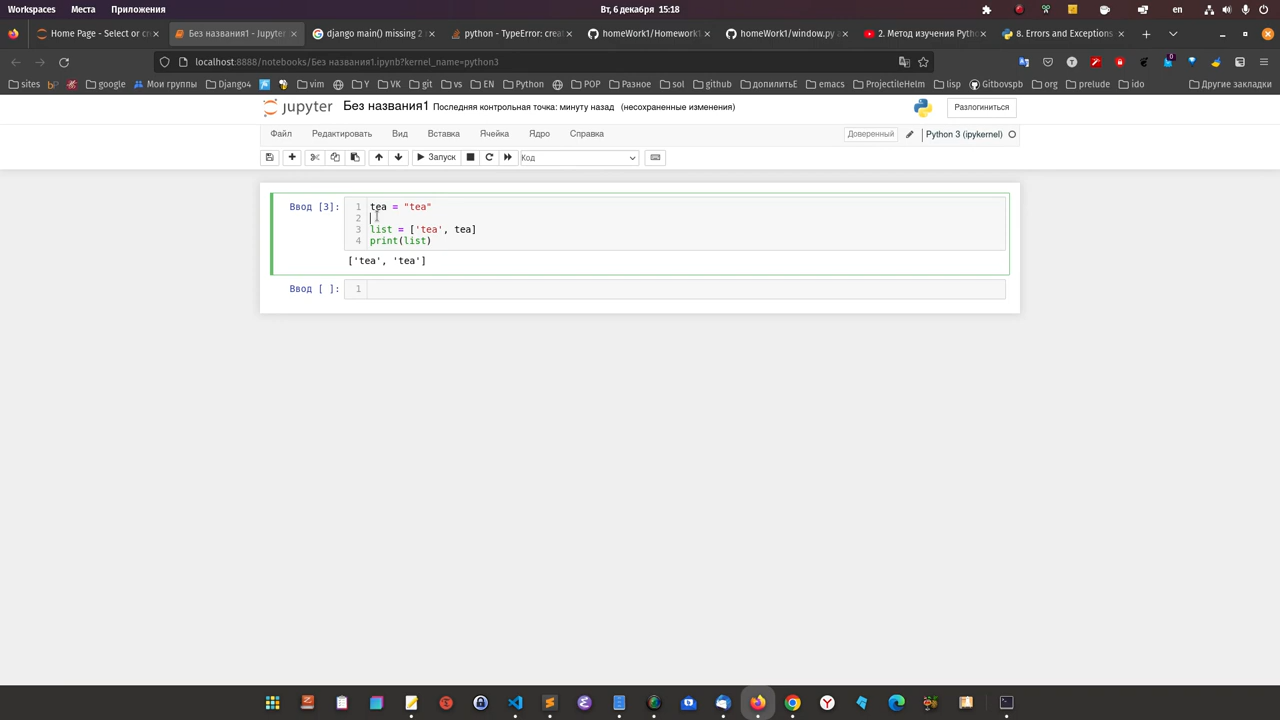 Workspaces Места Приложения Вт, 6 декабря 15:18 en
Home Page - Select or cr Без названия1 - Jupyter django main() missing 2 python - TypeError: creat homeWork1/Homework1 homeWork1/window.py a 2. Метод изучения Pyth 8. Errors and Exceptions
localhost:8888/notebooks/Без названия1.ipynb?kernel_name=python3
sites google Мои группы Django4 vim Y VK git vs EN Python POP Разное sol github допилитьЕ emacs ProjectileHelm lisp Gitbovspb org prelude ido Другие закладки
jupyter Без названия1 Последняя контрольная точка: минуту назад (несохраненные изменения) Разлогиниться
Файл Редактировать Вид Вставка Ячейка Ядро Справка Доверенный Python 3 (ipykernel)
Запуск Код
Ввод [3]: 1 tea = "tea"
2
3 list = ['tea', tea]
4 print(list)
['tea', 'tea']
Ввод [ ]: 1